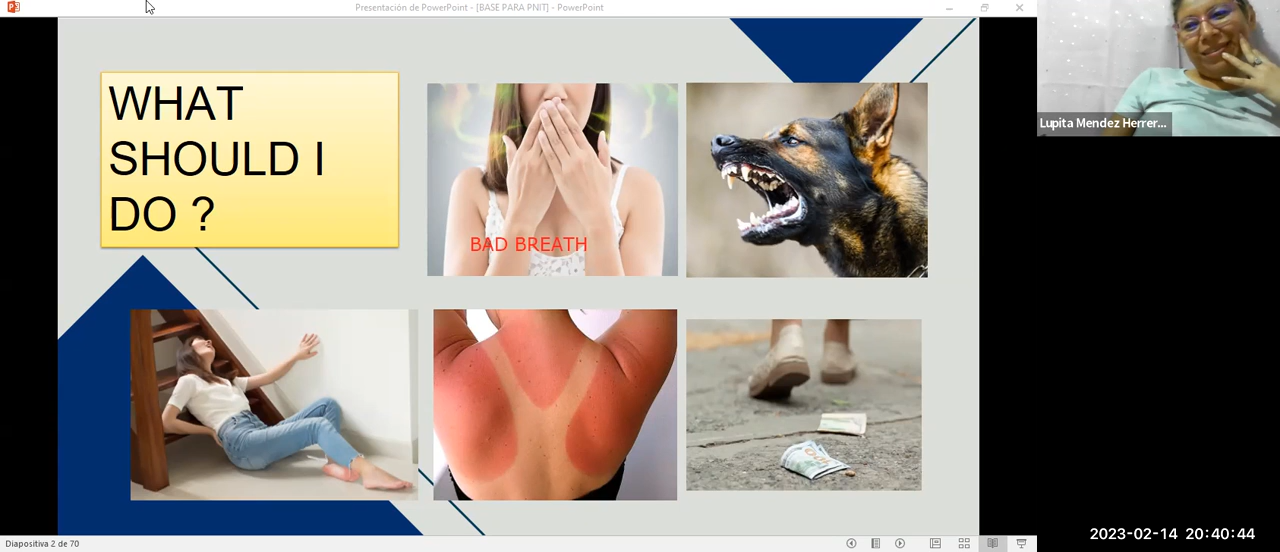 Presentación de PowerPoint - [BASE PARA PNIT] - PowerPoint
WHAT
SHOULD I
DO ?
BAD BREATH
Lupita Mendez Herrer...
Diapositiva 2 de 70
2023-02-14 20:40:44